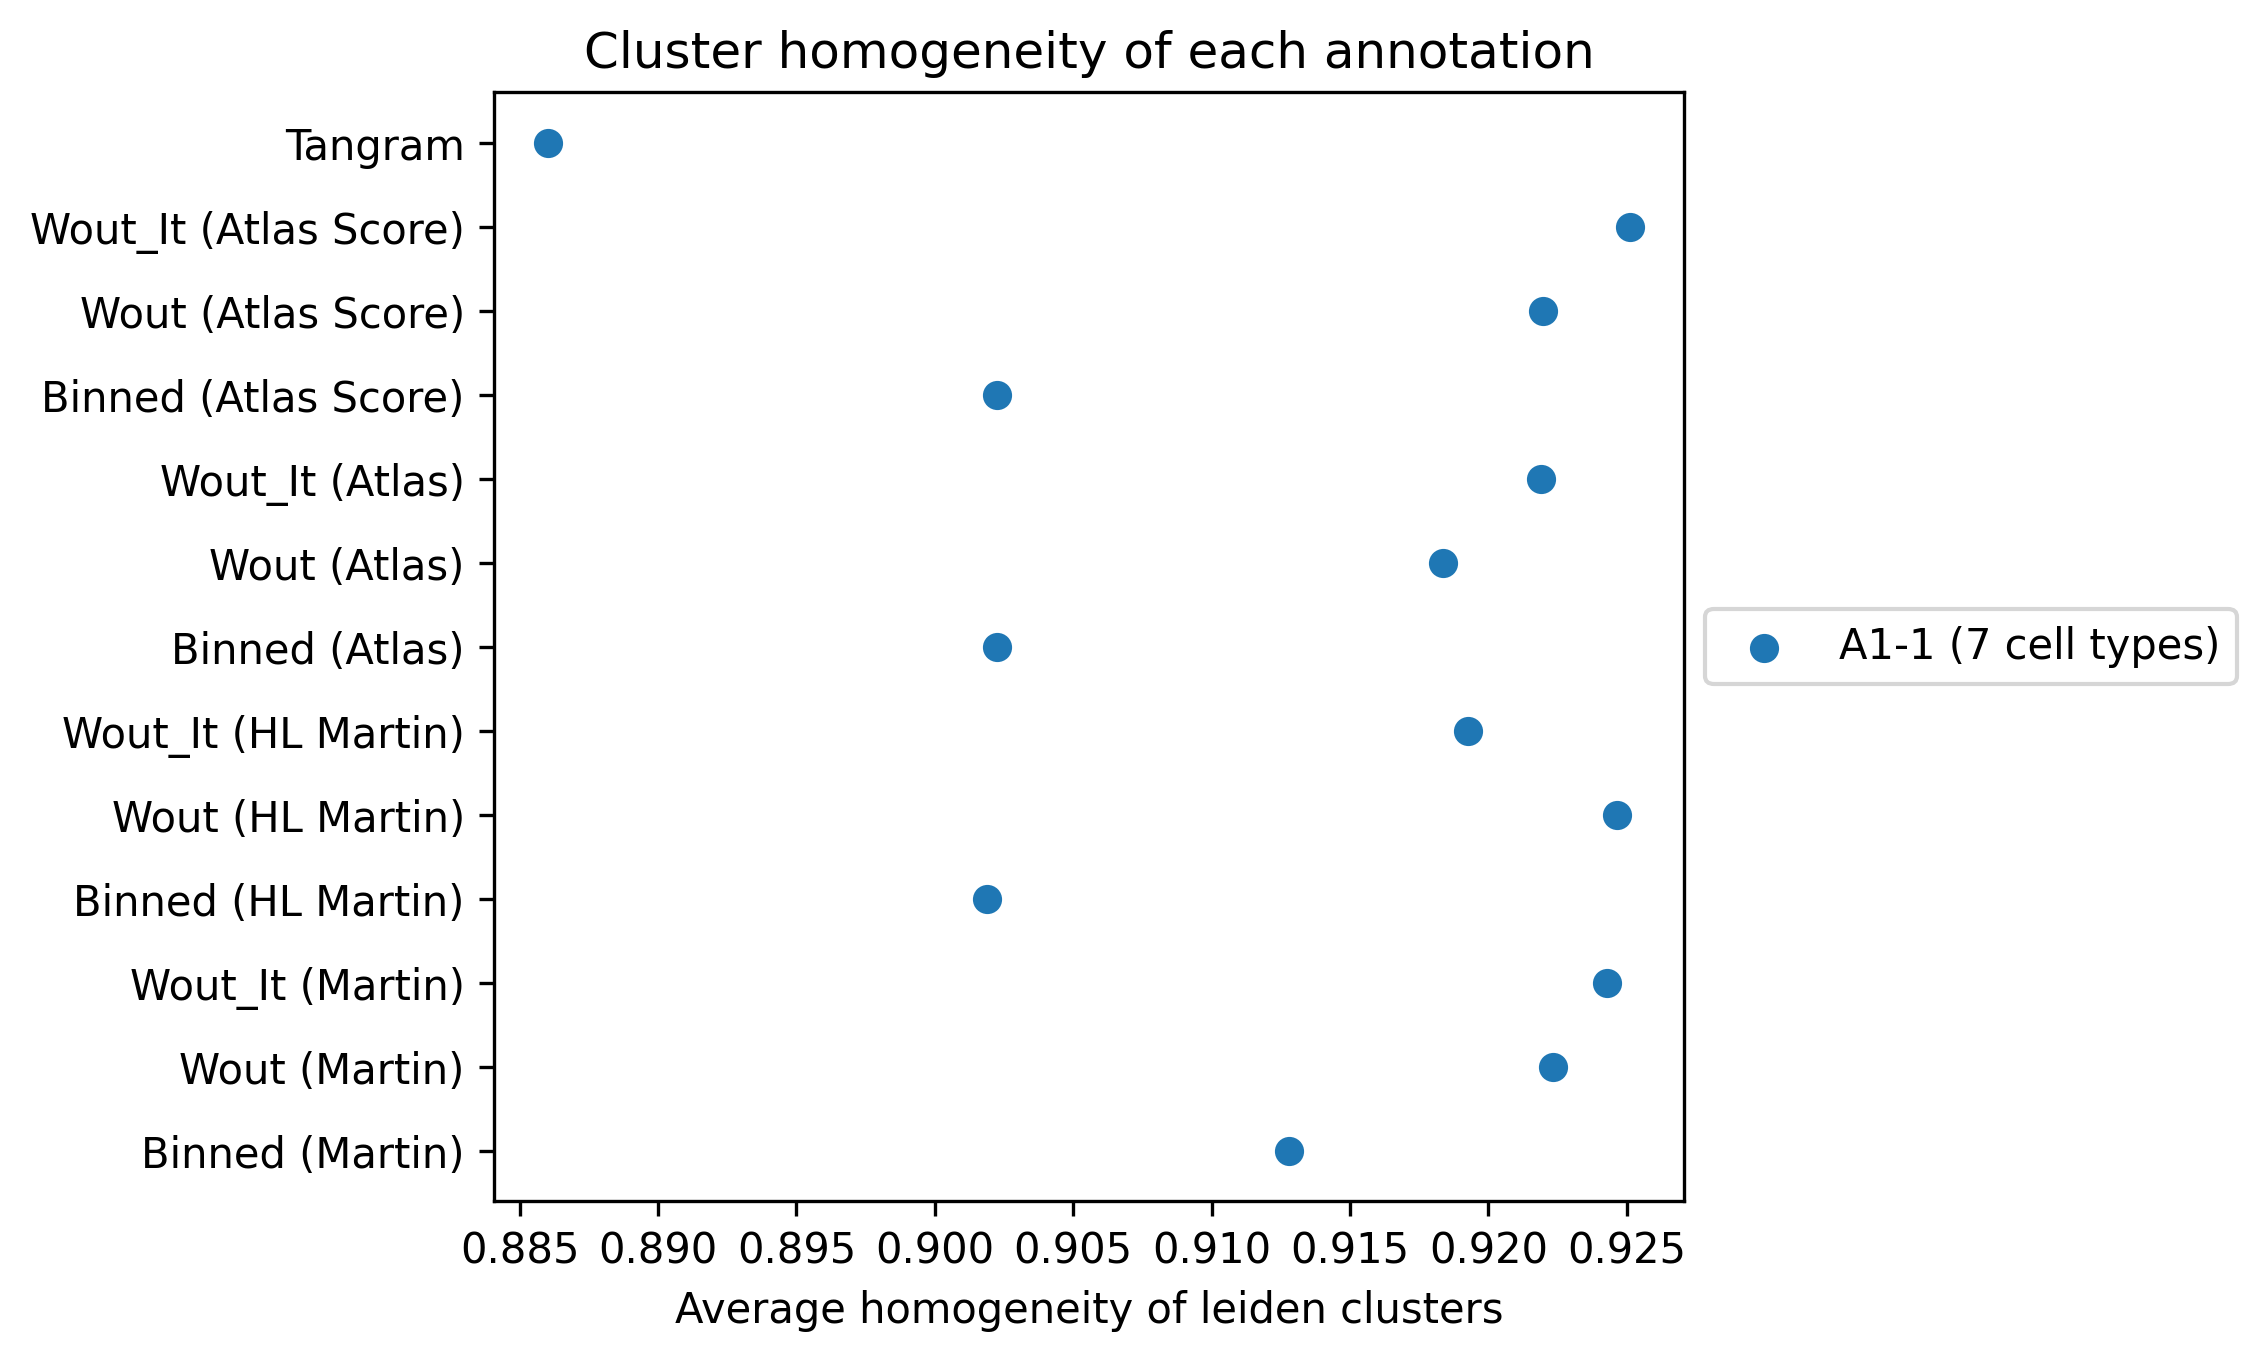 Cluster homogeneity of each annotation
Tangram
Wout_It (Atlas Score)
Wout (Atlas Score)
Binned (Atlas Score)
Wout_It (Atlas)
Wout (Atlas)
Binned (Atlas)
Wout_It (HL Martin)
Wout (HL Martin)
Binned (HL Martin)
Wout_It (Martin)
Wout (Martin)
Binned (Martin)
A1-1 (7 cell types)
0.885 0.890 0.895 0.900 0.905 0.910 0.915 0.920 0.925
Average homogeneity of leiden clusters